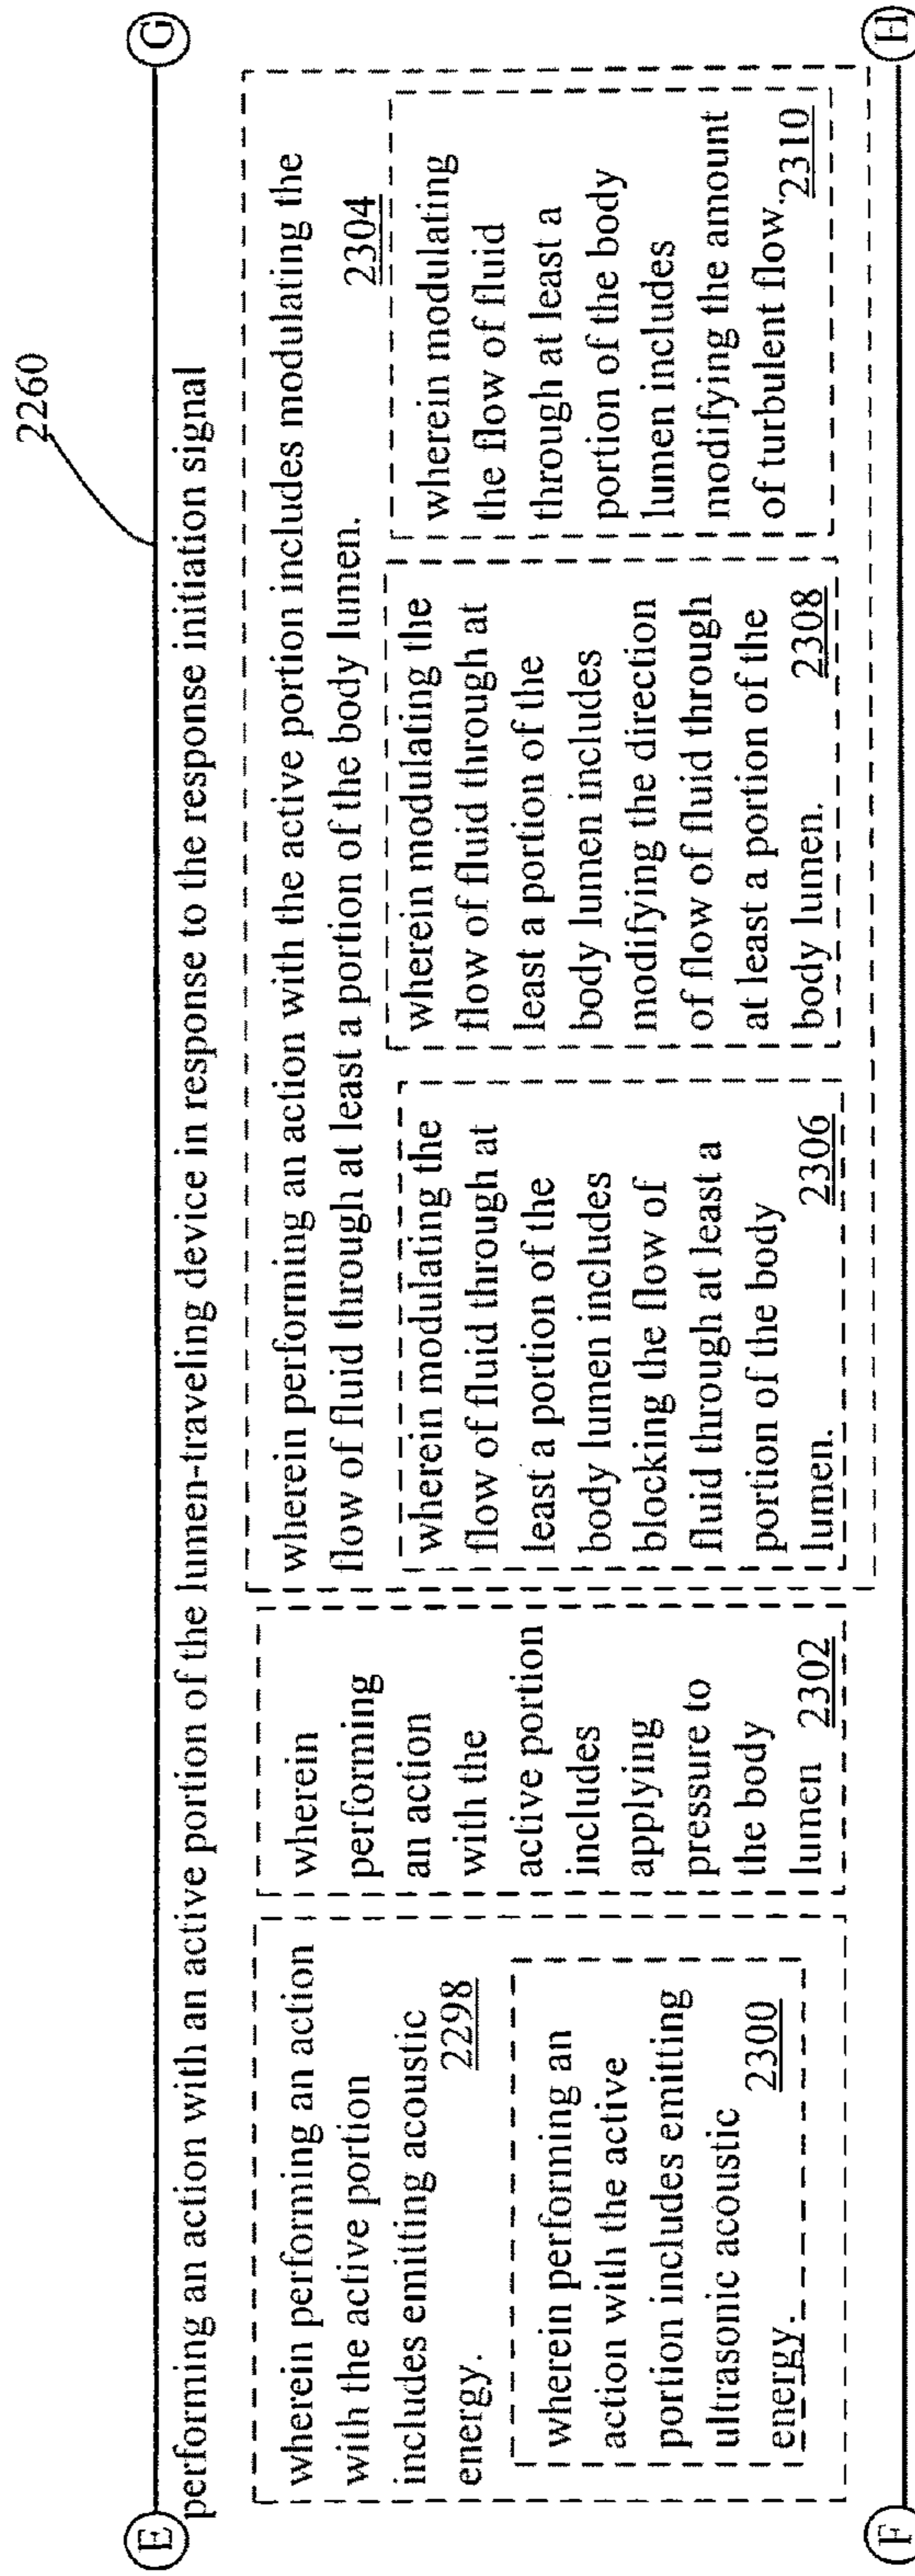 2260
E
G
performing an action with an active portion of the lumen-traveling device in response to the response initiation signal
wherein performing an action
with the active portion
includes emitting acoustic
energy.
2298
wherein performing an
action with the active
portion includes emitting
ultrasonic acoustic
energy.
2300
wherein
performing
an action
with the
active portion
includes
applying
pressure to
the body
lumen 2302
wherein performing an action with the active portion includes modulating the
flow of fluid through at least a portion of the body lumen.
2304
wherein modulating the
flow of fluid through at
least a portion of the
body lumen includes
blocking the flow of
fluid through at least a
portion of the body
lumen.
2306
wherein modulating the
flow of fluid through at
least a portion of the
body lumen includes
modifying the direction
of flow of fluid through
at least a portion of the
body lumen.
2308
wherein modulating
the flow of fluid
through at least a
portion of the body
lumen includes
modifying the amount
of turbulent flow. 2310
F
H